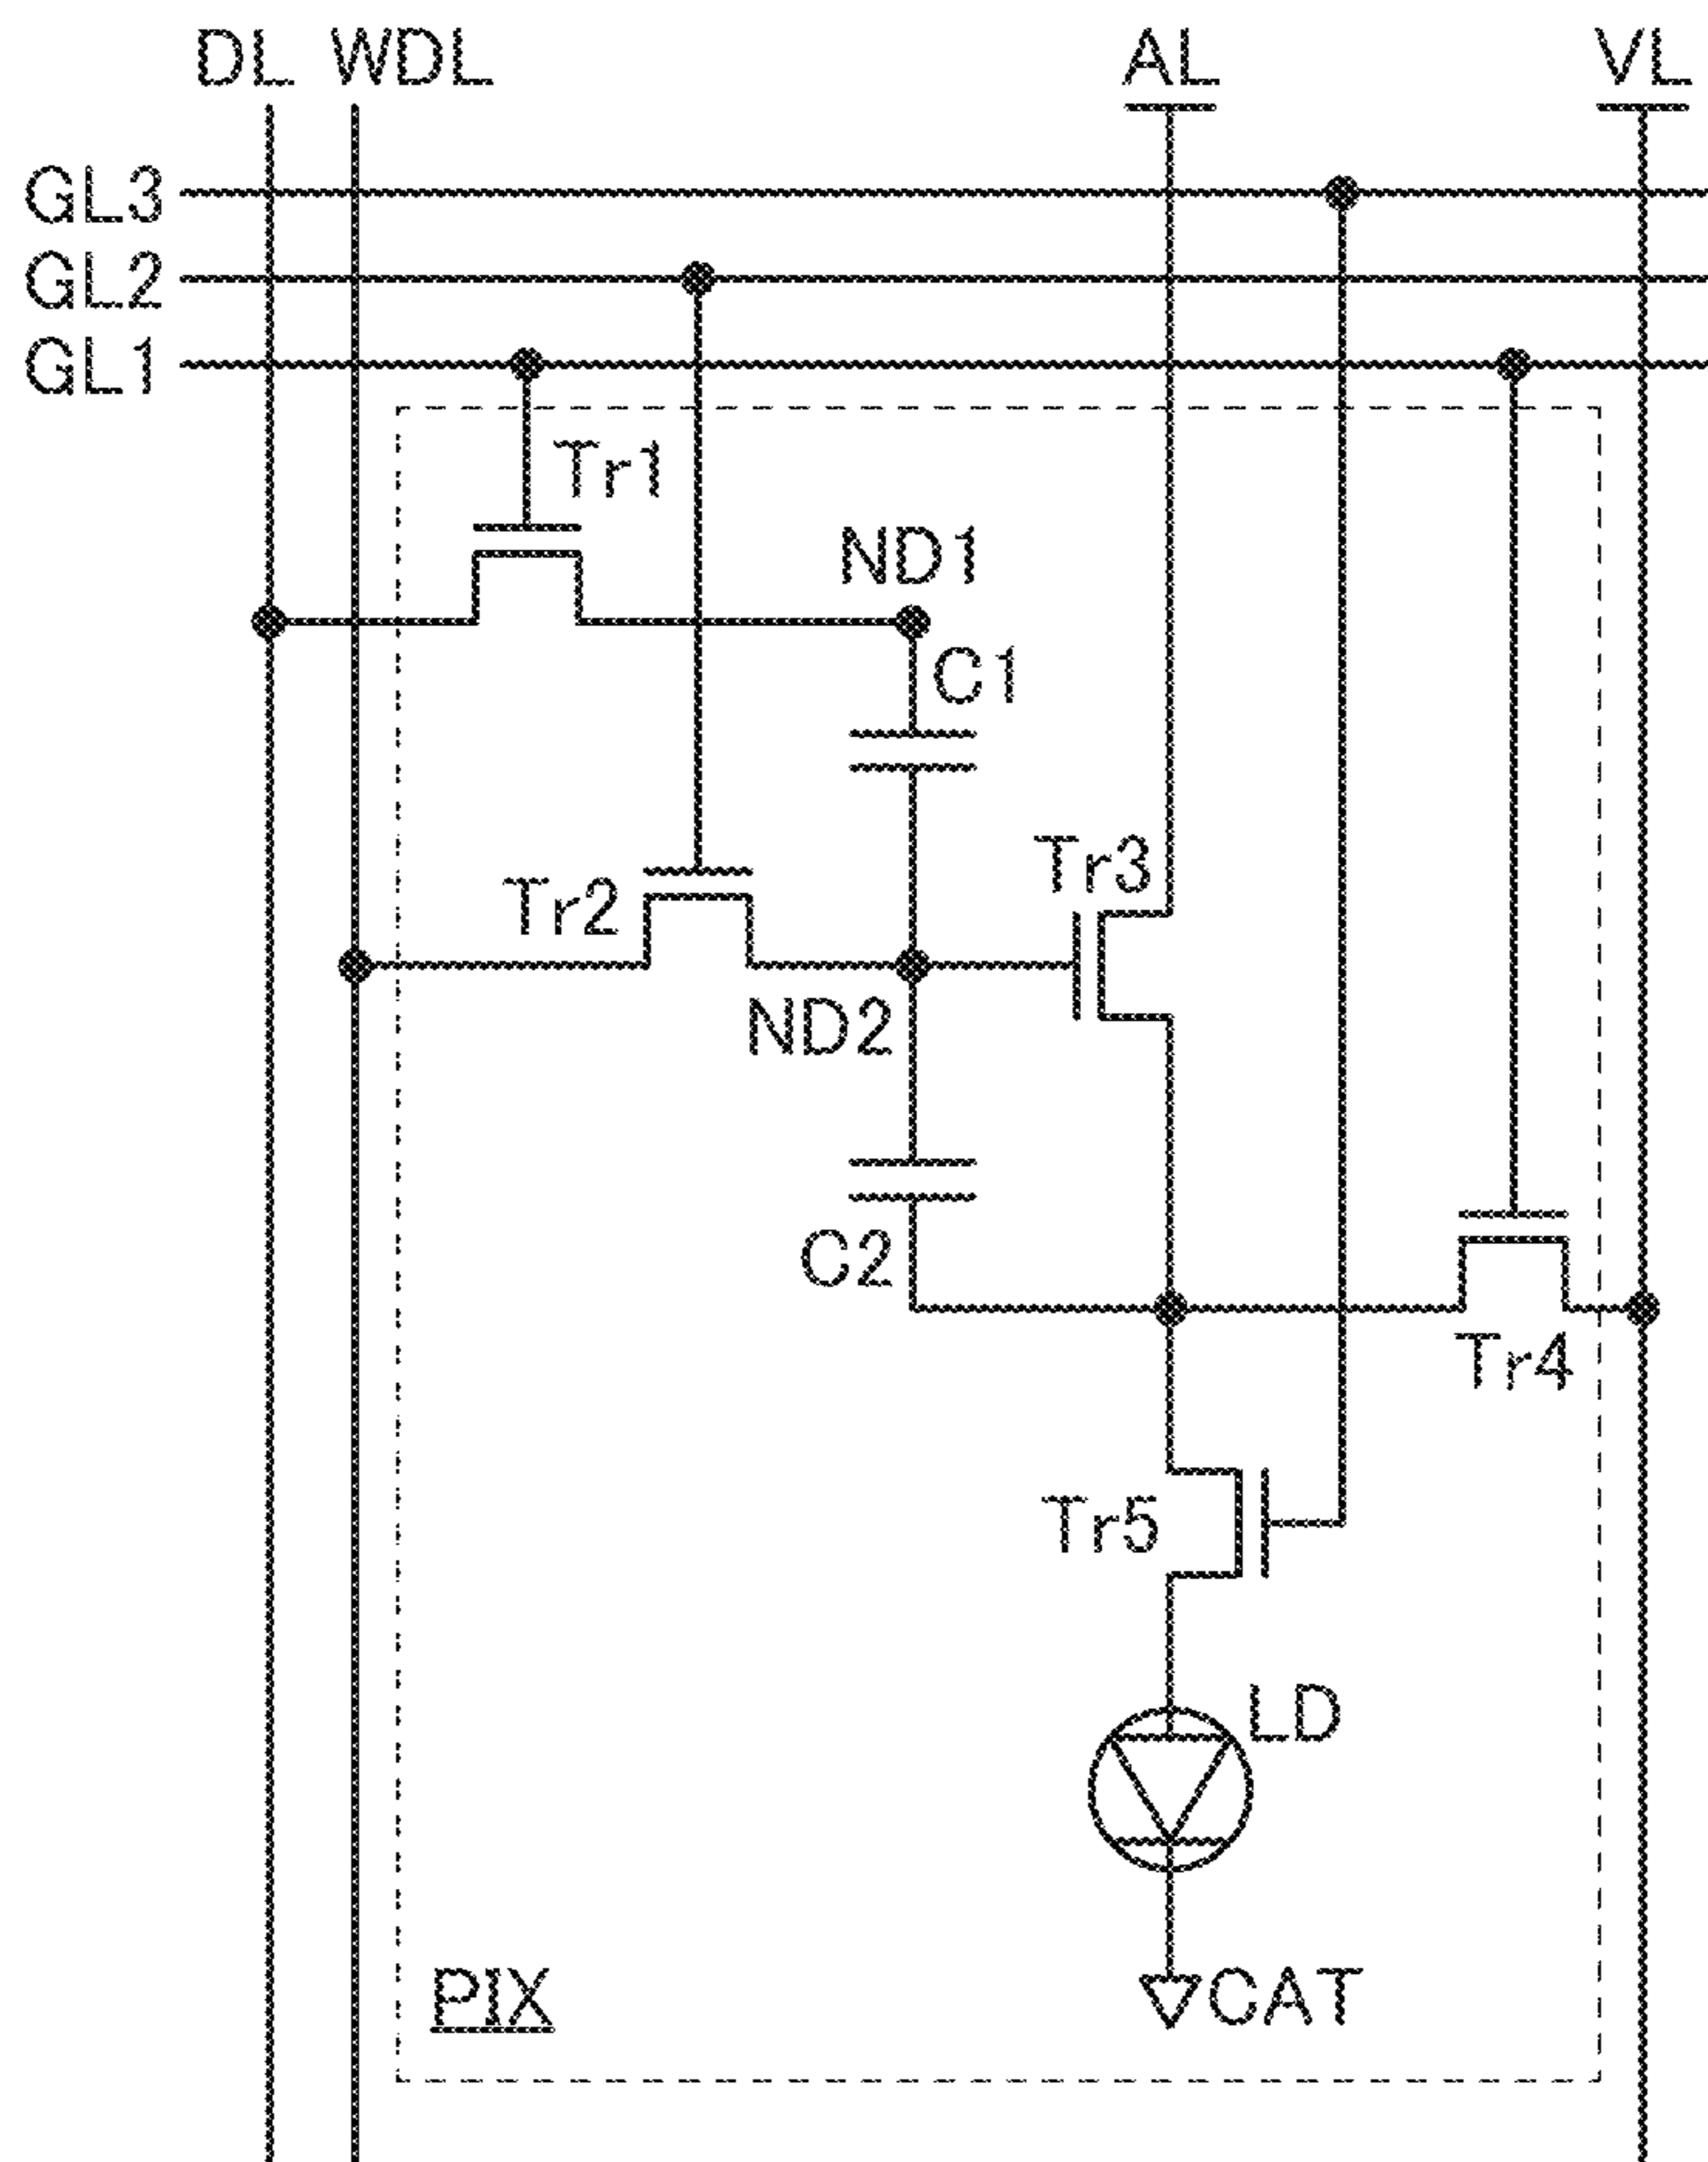 DL WDL AL VL
GL3
GL2
GL1
Tr1
ND1
C1
Tr3
Tr2
ND2
C2
Tr4
Tr5
LD
PIX
CAT